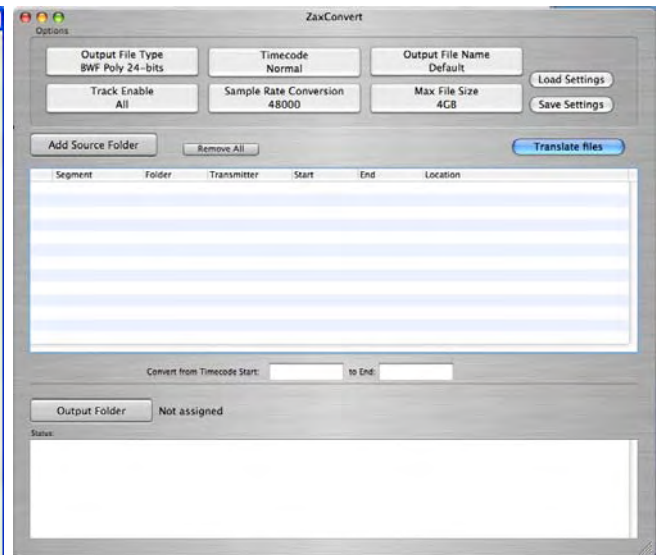 ZaxConvert
Options
Output File Type
BWF Poly 24-bits
Timecode
Normal
Output File Name
Default
Load Settings
Track Enable
All
Sample Rate Conversion
48000
Max File Size
4GB
Save Settings
Add Source Folder
Remove All
Translate files
Segment Folder Transmitter Start End Location
Convert from Timecode Start: to End:
Output Folder Not assigned
Status: